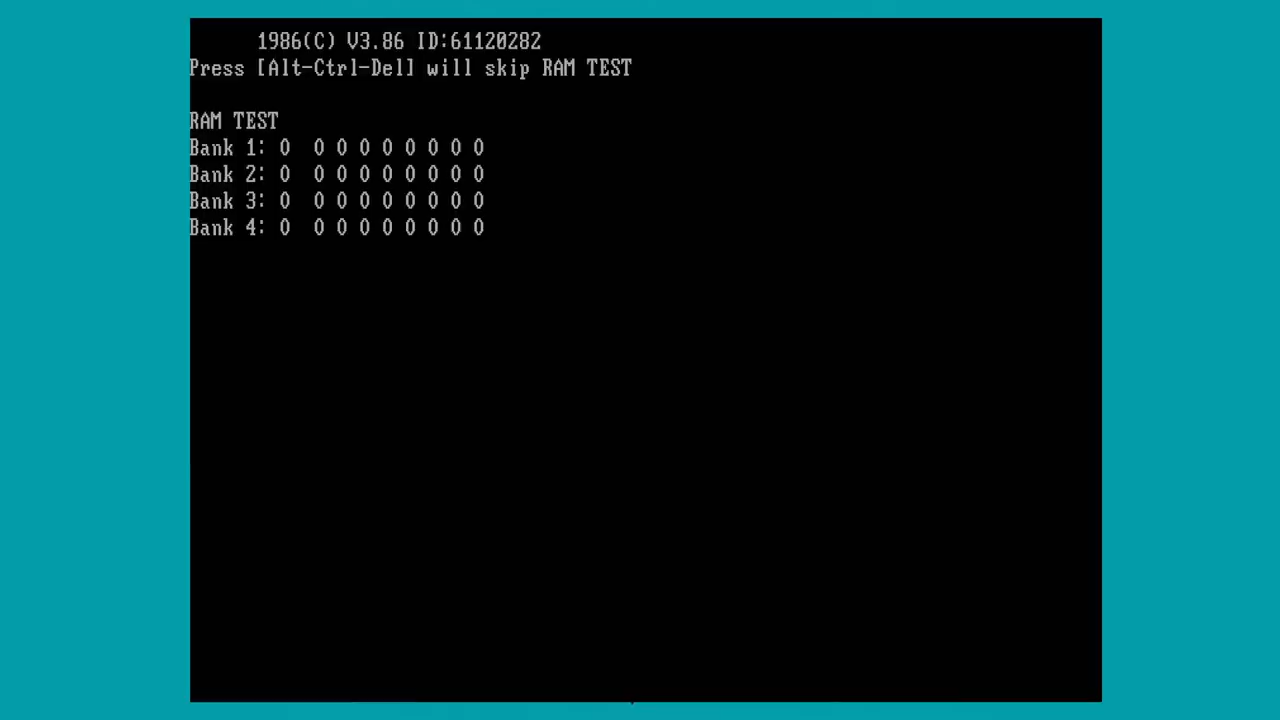 1986(C) V3.86 ID:61120282
Press [Alt-Ctrl-Del] will skip RAM TEST
RAM TEST
Bank 1: 0  0 0 0 0 0 0 0 0
Bank 2: 0  0 0 0 0 0 0 0 0
Bank 3: 0  0 0 0 0 0 0 0 0
Bank 4: 0  0 0 0 0 0 0 0 0